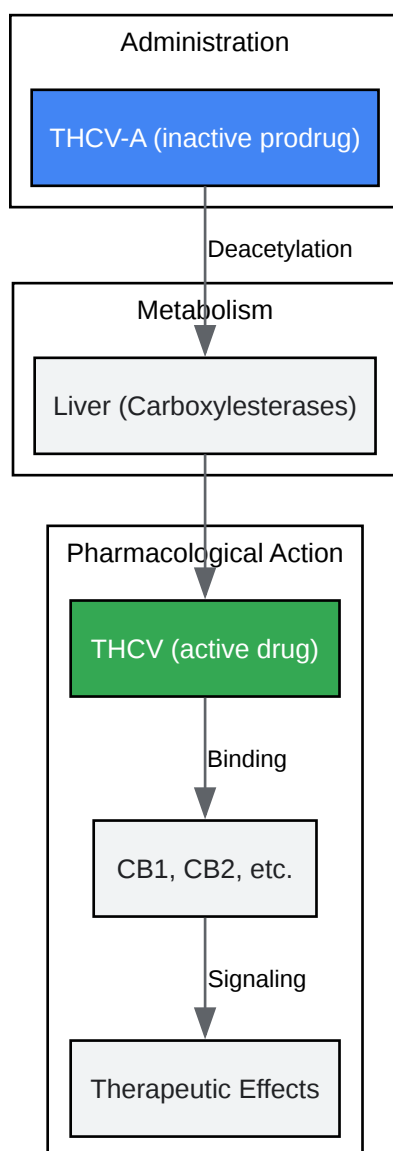 Administration
THCV-A (inactive prodrug)
Deacetylation
Metabolism
Liver (Carboxylesterases)
Pharmacological Action
THCV (active drug)
Binding
CB1, CB2, etc.
Signaling
Therapeutic Effects